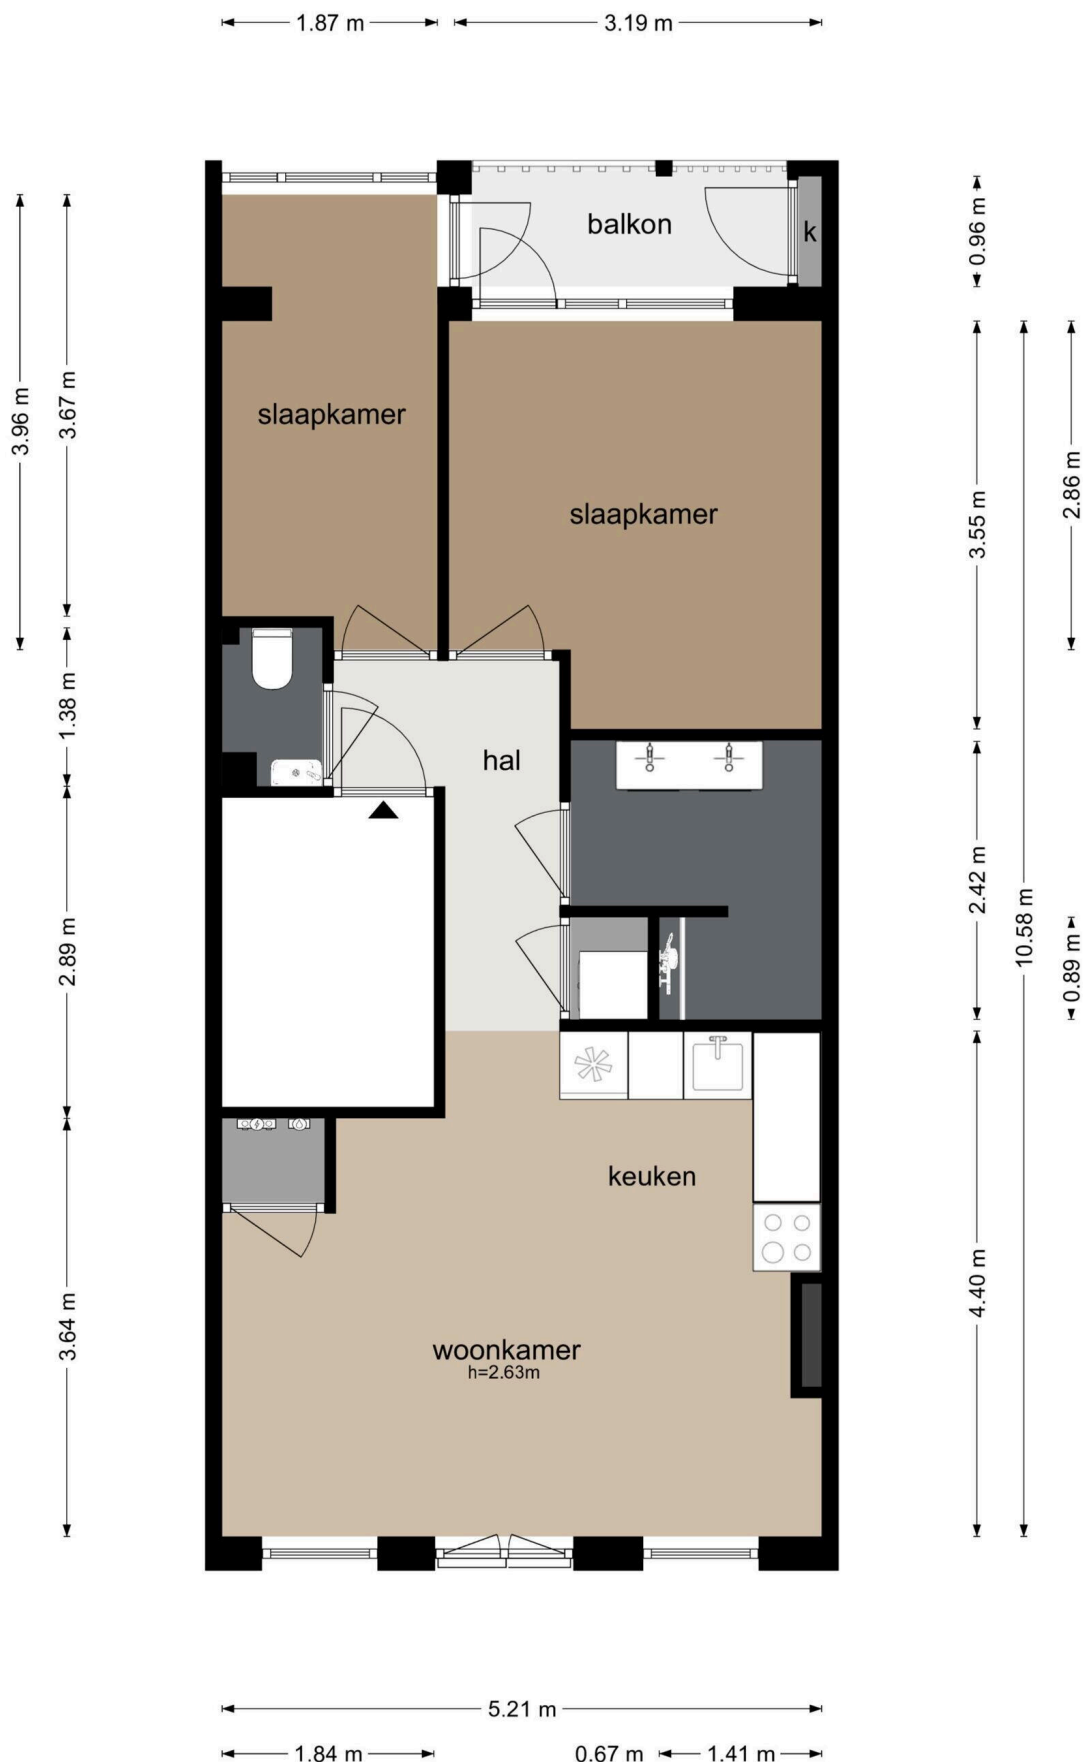 1.87 m
3.19 m
balkon
k
0.96 m
3.96 m
3.67 m
slaapkamer
slaapkamer
3.55 m
2.86 m
1.38 m
hal
2.42 m
10.58 m
0.89 m
2.89 m
keuken
4.40 m
3.64 m
woonkamer
h=2.63m
5.21 m
1.84 m
0.67 m
1.41 m